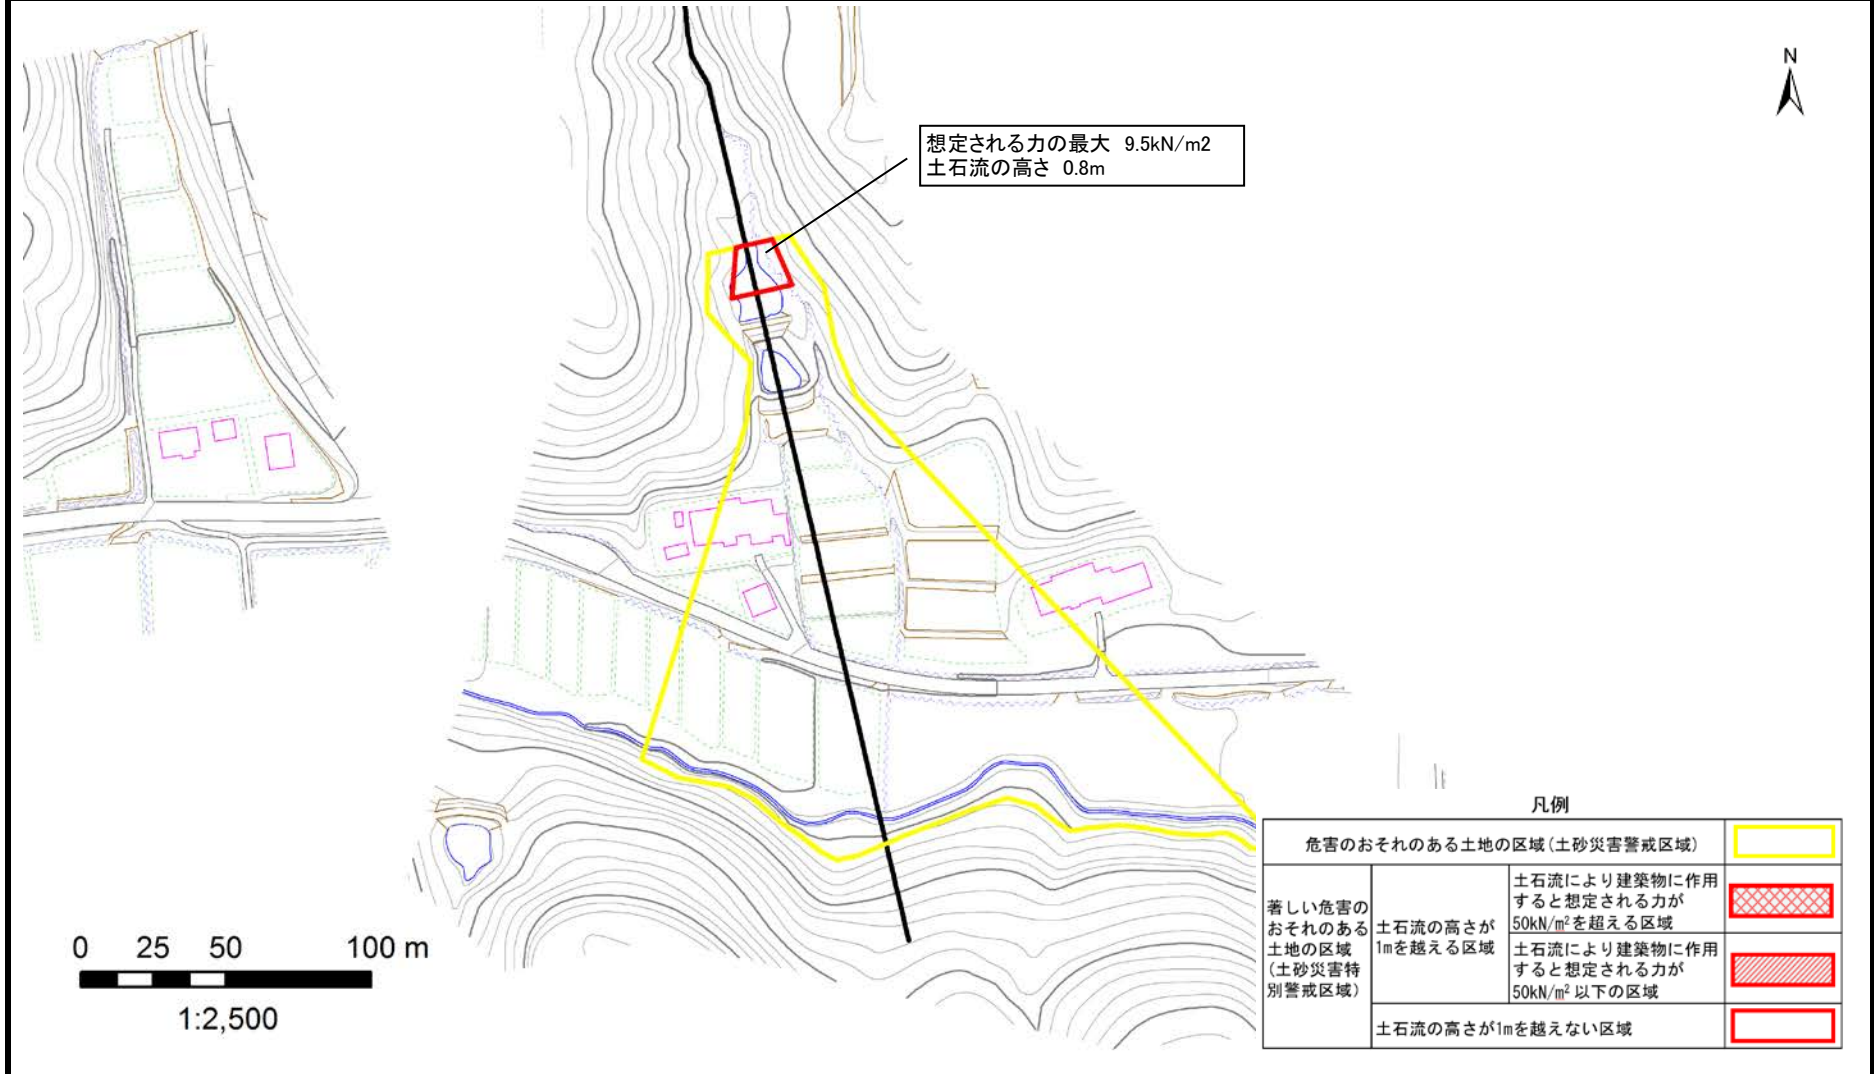 N
想定される力の最大 9.5kN/m2
土石流の高さ 0.8m
凡例
危害のおそれのある土地の区域(土砂災害警戒区域)
著しい危害の
おそれのある
土地の区域
(土砂災害特
別警戒区域)
土石流の高さが
1mを越える区域
土石流により建築物に作用
すると想定される力が
50kN/㎡を超える区域
土石流により建築物に作用
すると想定される力が
50kN/㎡以下の区域
土石流の高さが1mを越えない区域
0 25 50 100 m
1:2,500